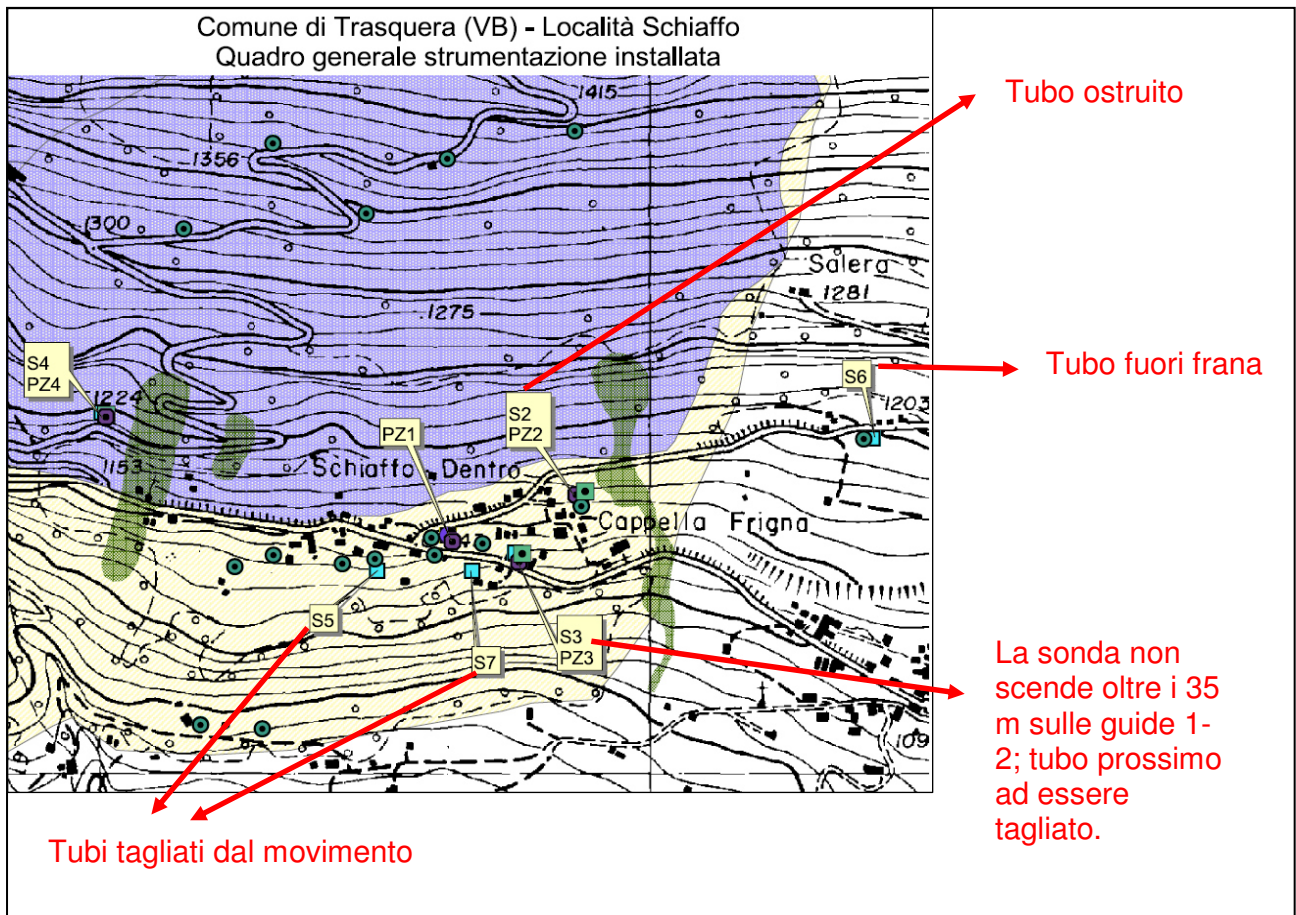 Comune di Trasquera (VB) - Località Schiaffo
Quadro generale strumentazione installata
Tubo ostruito
1415
1356
1300
Salera
1281
1275
Tubo fuori frana
S4
PZ4
S6
1224
1203
S2
PZ2
PZ1
1153
Schiaffo Dentro
Cappella Frigna
S5
S3
PZ3
S7
La sonda non
scende oltre i 35
m sulle guide 1-
2; tubo prossimo
ad essere
tagliato.
109
Tubi tagliati dal movimento